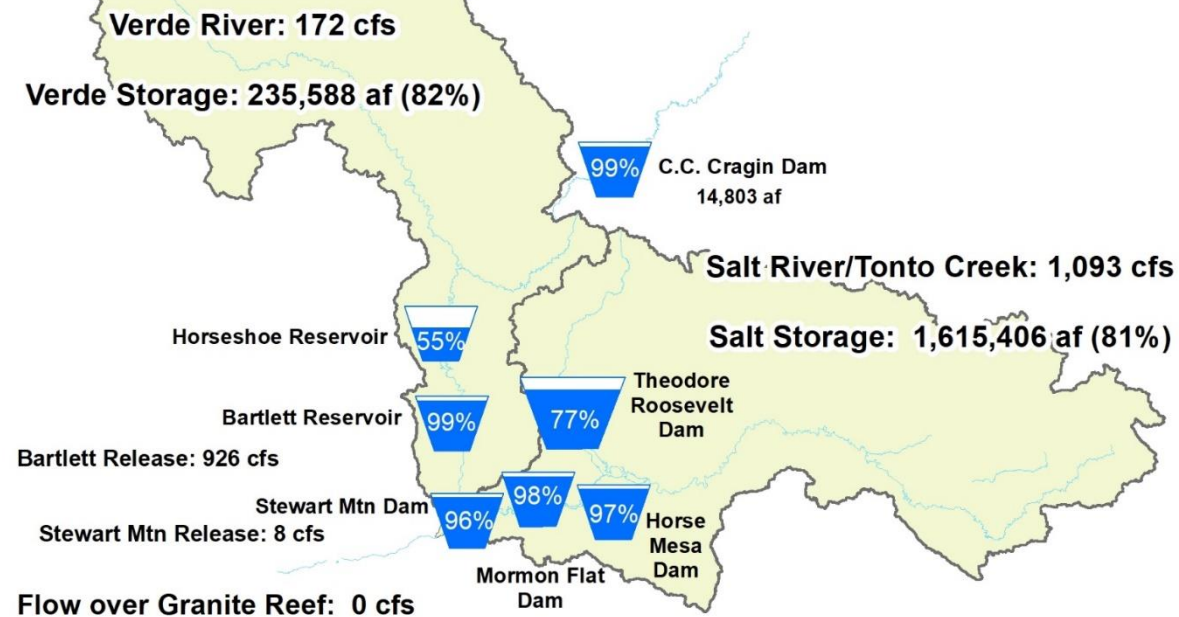 Verde River: 172 cfs
Verde Storage: 235,588 af (82%)
99%
C.C. Cragin Dam
14,803 af
Salt River/Tonto Creek: 1,093 cfs
Salt Storage: 1,615,406 af (81%)
Horseshoe Reservoir
55%
Theodore
Roosevelt
Dam
77%
Bartlett Reservoir
99%
Bartlett Release: 926 cfs
Stewart Mtn Dam
96%
98%
97%
Horse
Mesa
Dam
Stewart Mtn Release: 8 cfs
Mormon Flat
Dam
Flow over Granite Reef: 0 cfs